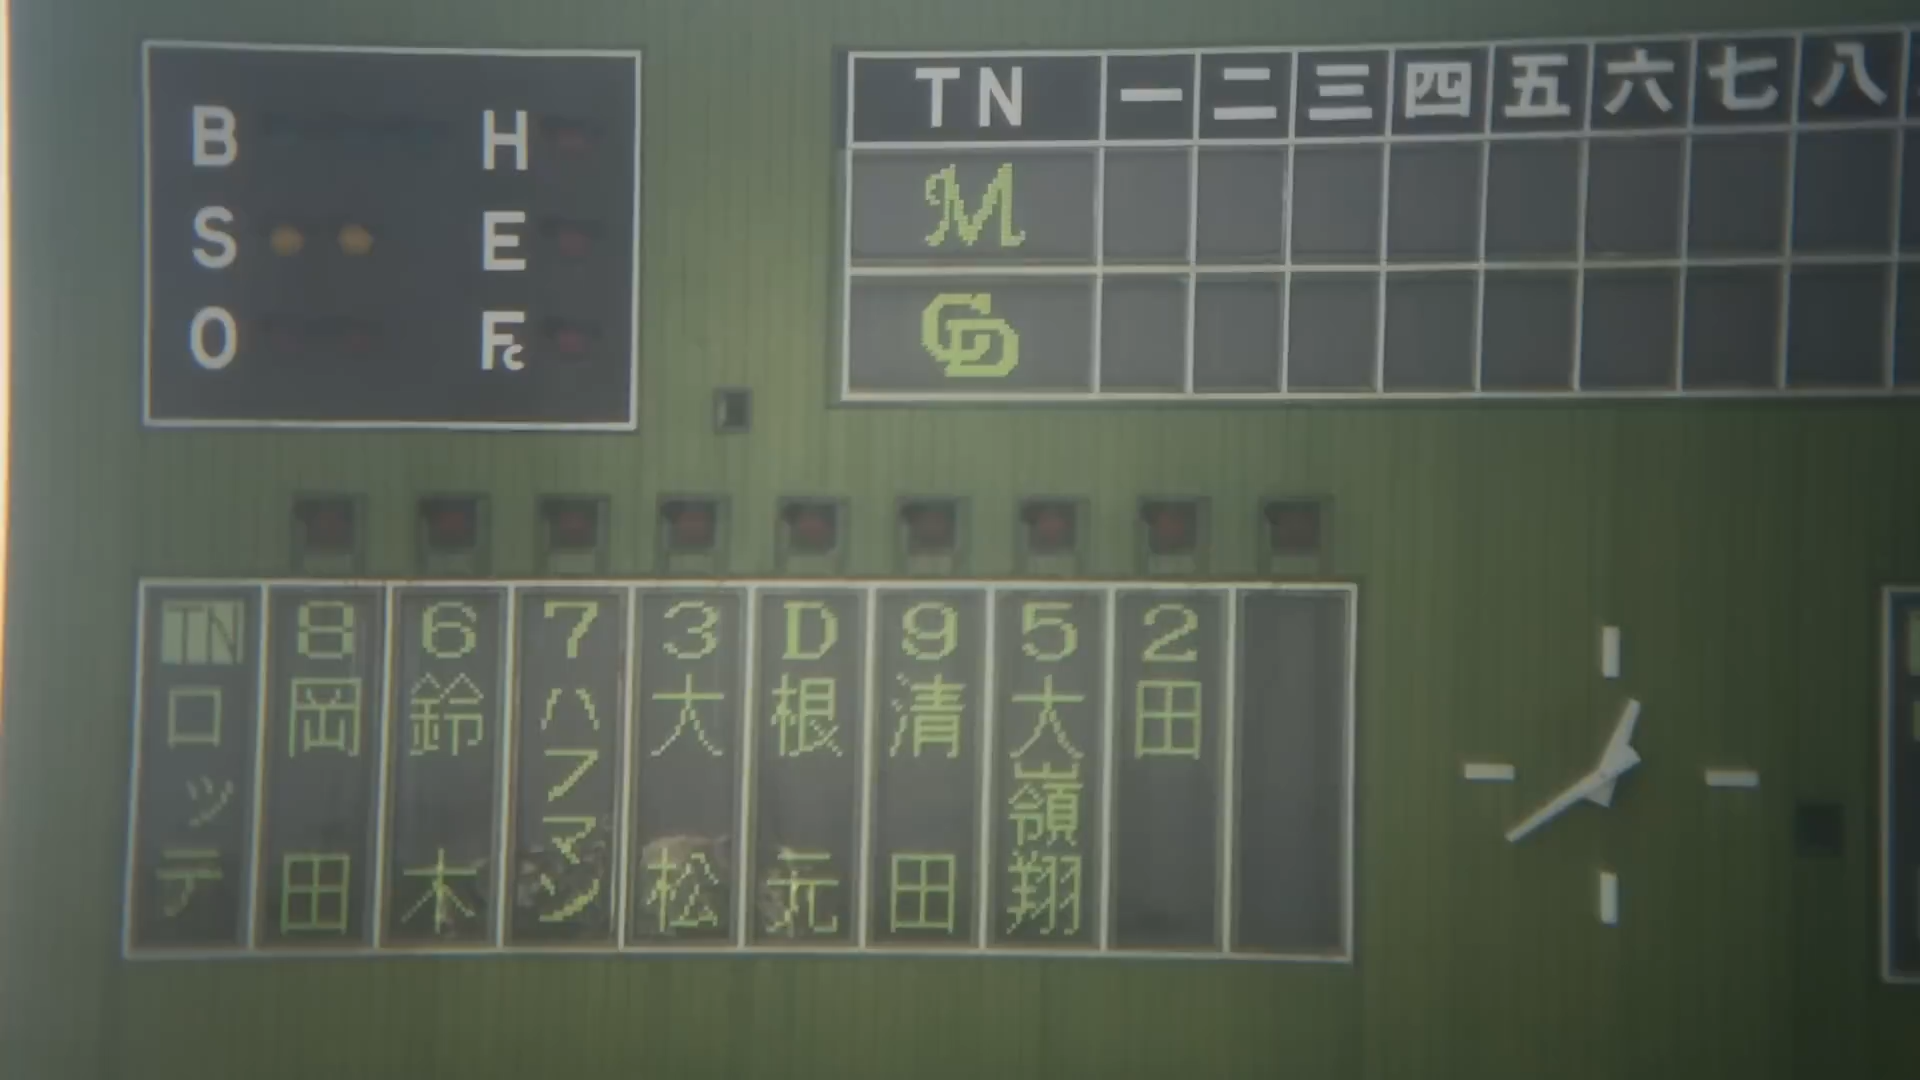 B H
S E
O Fc
TN 一 二 三 四 五 六 七 八
M
CD
TN ロッテ
8 岡田
6 鈴木
7 ハフマン
3 大松
D 根元
9 清田
5 大嶺翔
2 田